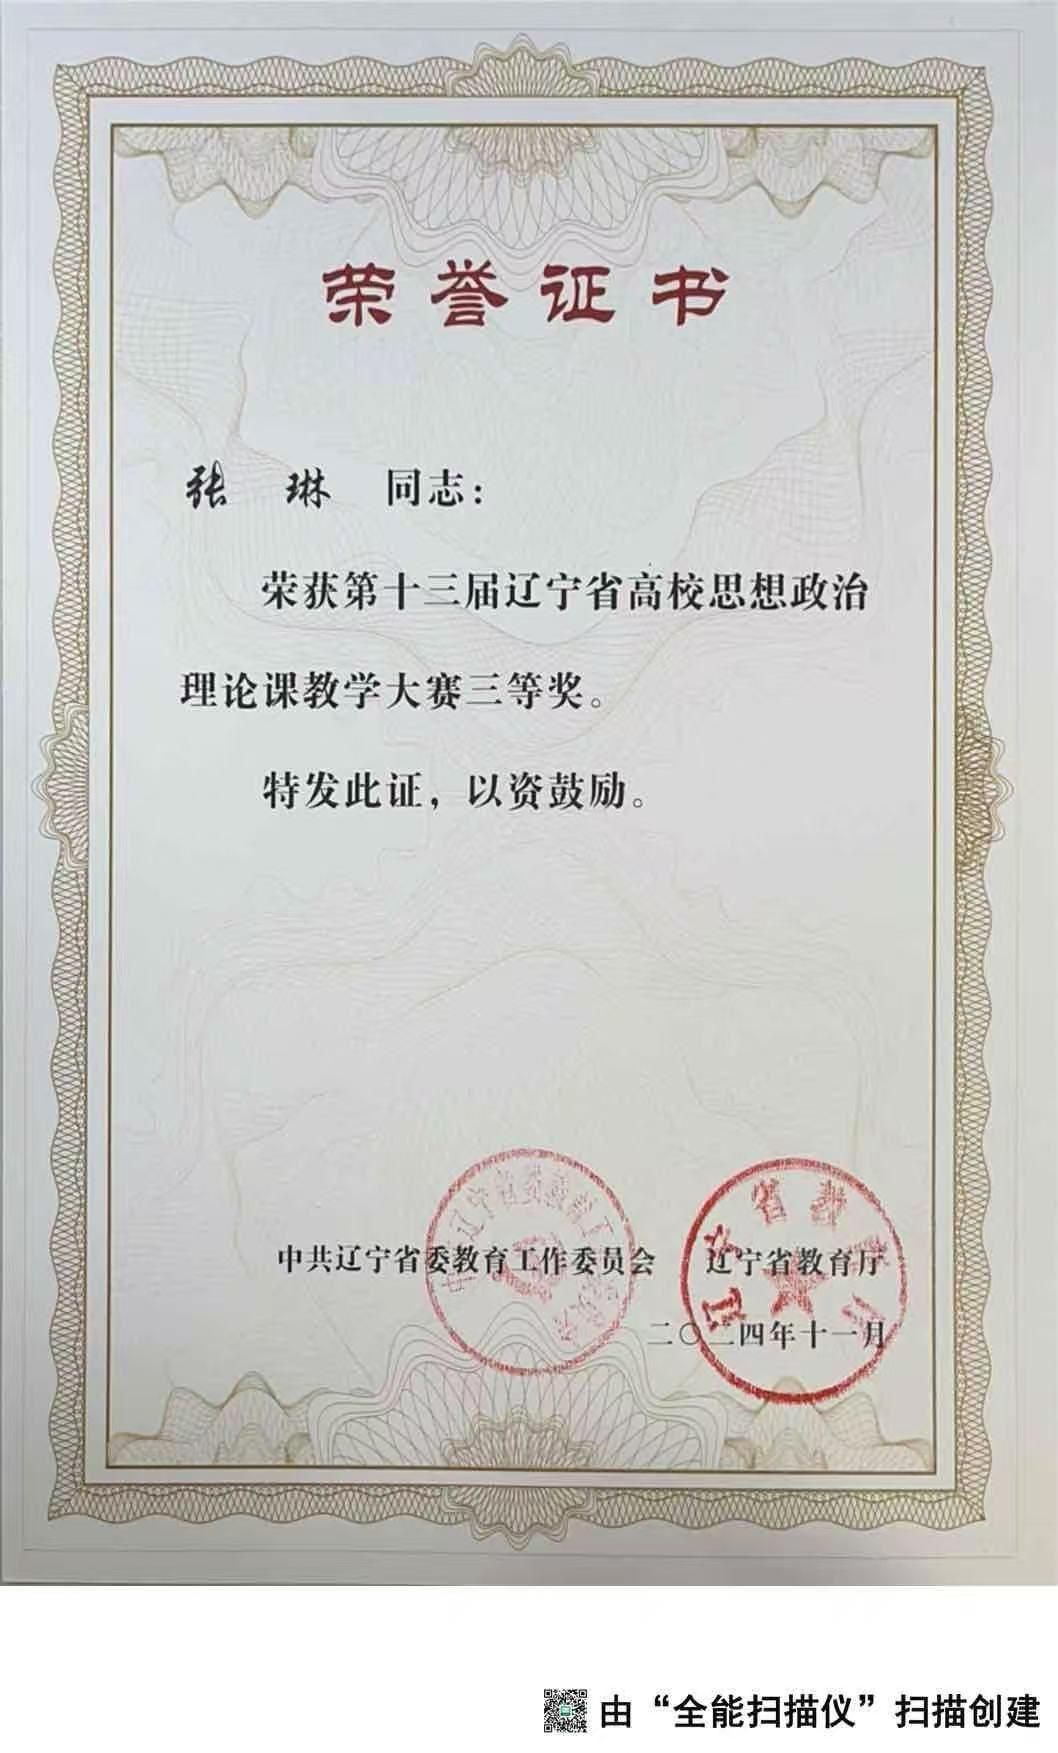 荣誉证书
张 琳 同志：
荣获第十三届辽宁省高校思想政治
理论课教学大赛三等奖。
特发此证，以资鼓励。
中共辽宁省委教育工作委员会 辽宁省教育厅
二〇二四年十一月
由“全能扫描仪”扫描创建